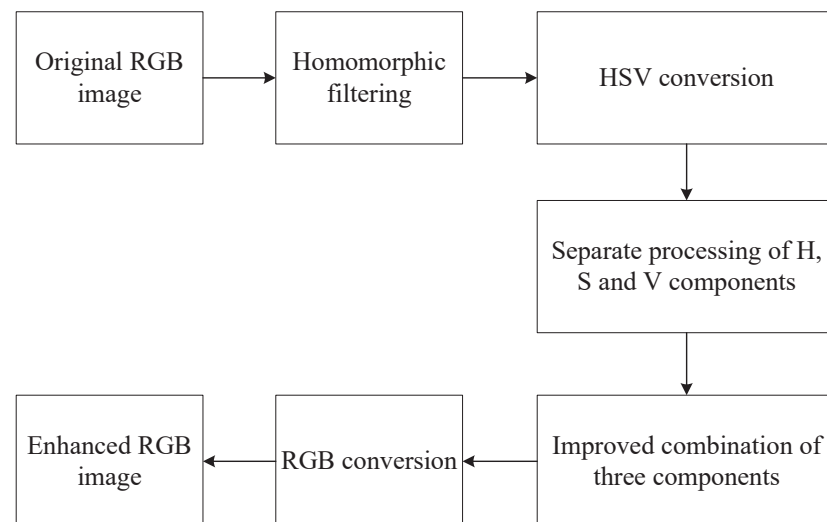 Original RGB
image
Homomorphic
filtering
HSV conversion
Separate processing of H,
S and V components
Improved combination of
three components
RGB conversion
Enhanced RGB
image